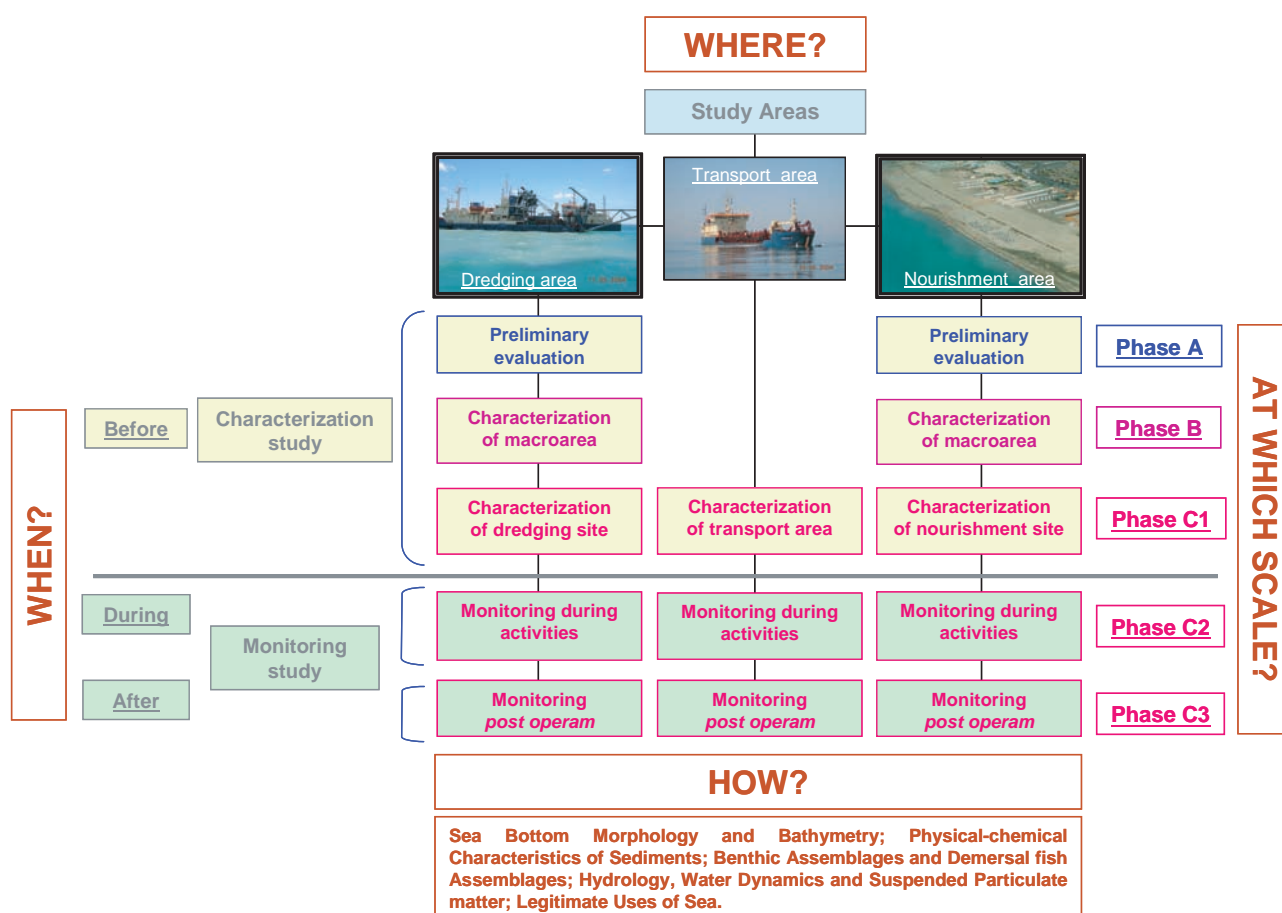 WHERE?
Study Areas
Dredging area
Transport area
Nourishment area
Preliminary
evaluation
Preliminary
evaluation
Phase A
Before
Characterization
study
Characterization
of macroarea
Characterization
of macroarea
Phase B
Characterization
of dredging site
Characterization
of transport area
Characterization
of nourishment site
Phase C1
WHEN?
AT WHICH SCALE?
During
Monitoring
study
After
Monitoring during
activities
Monitoring during
activities
Monitoring during
activities
Phase C2
Monitoring
post operam
Monitoring
post operam
Monitoring
post operam
Phase C3
HOW?
Sea Bottom Morphology and Bathymetry; Physical-chemical
Characteristics of Sediments; Benthic Assemblages and Demersal fish
Assemblages; Hydrology, Water Dynamics and Suspended Particulate
matter; Legitimate Uses of Sea.